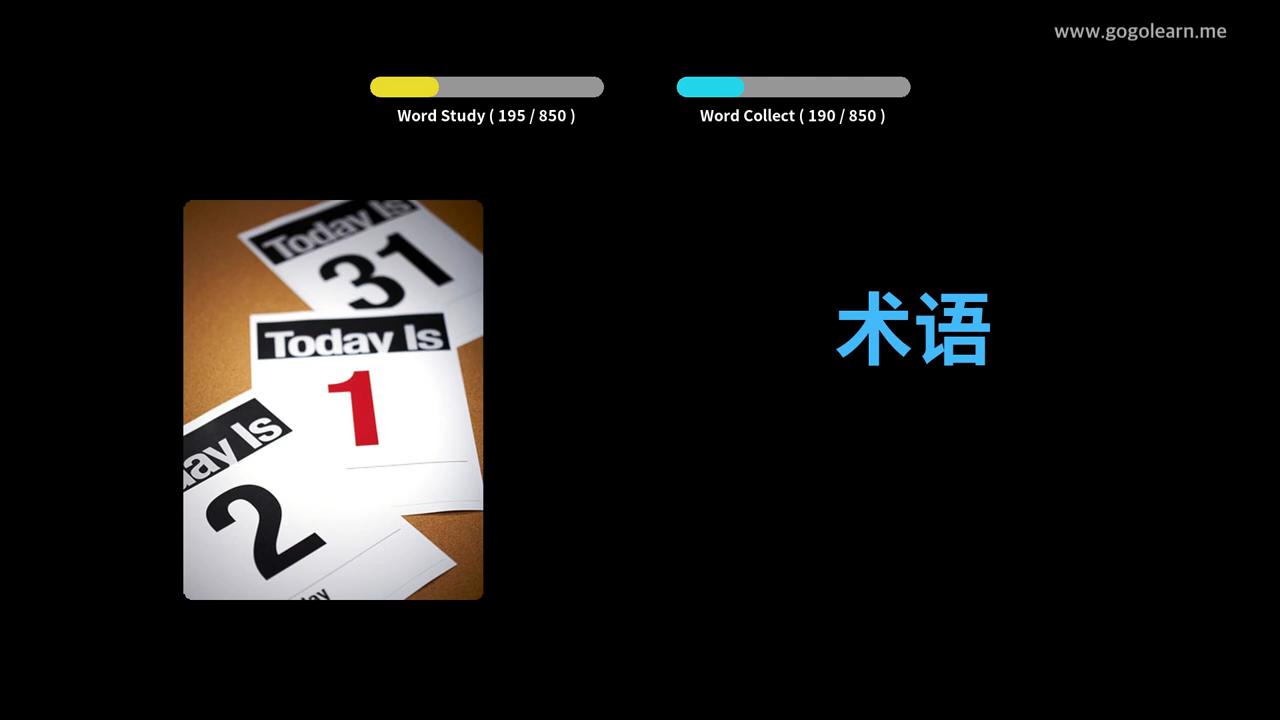 www.gogolearn.me
Word Study ( 195 / 850 )
Word Collect ( 190 / 850 )
Today Is
31
Today Is
1
day Is
2
术语